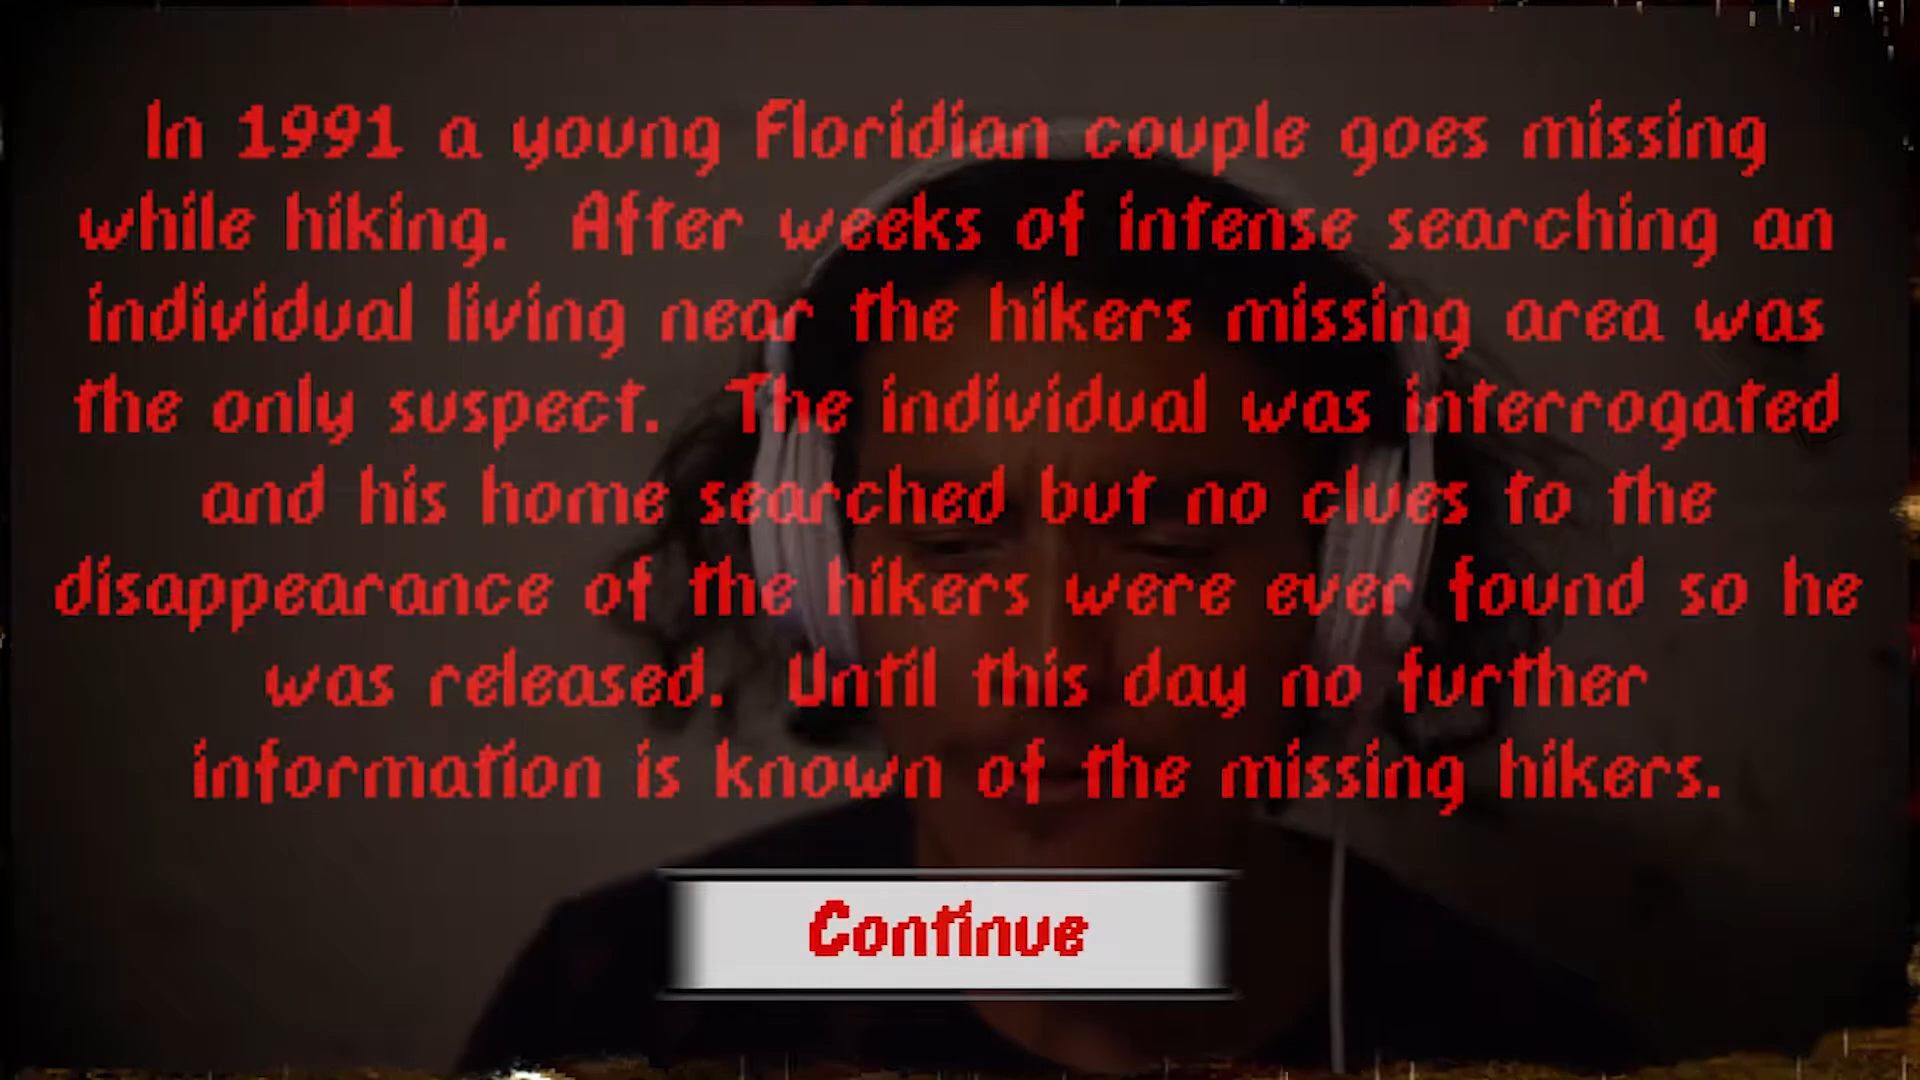 In 1991 a young Floridian couple goes missing
while hiking. After weeks of intense searching an
individual living near the hikers missing area was
the only suspect. The individual was interrogated
and his home searched but no clues to the
disappearance of the hikers were ever found so he
was released. Until this day no further
information is known of the missing hikers.
Continue